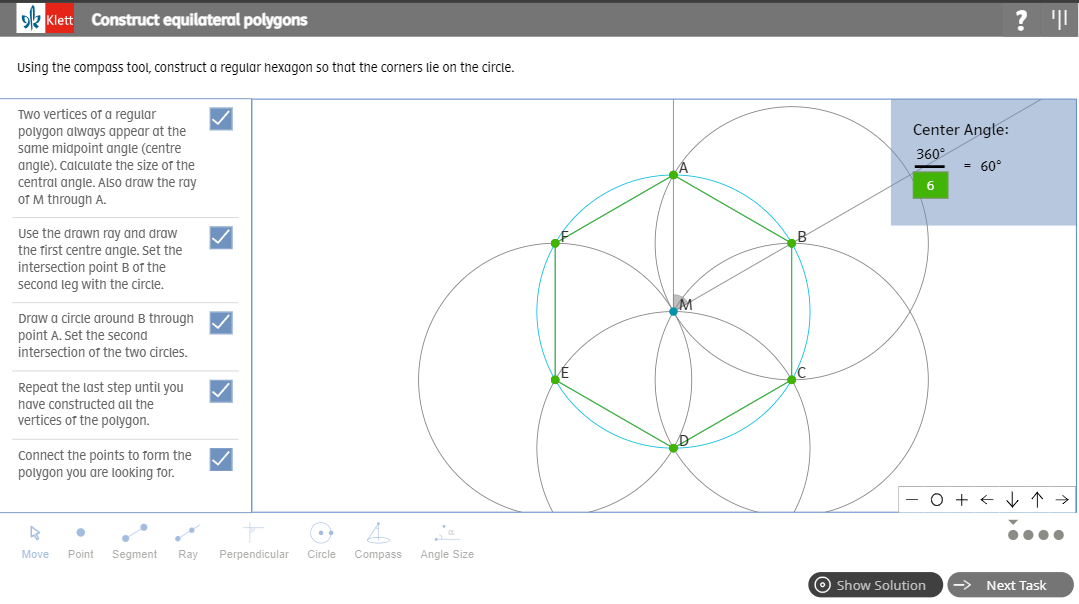 Klett
Construct equilateral polygons
?
Using the compass tool, construct a regular hexagon so that the corners lie on the circle.
Two vertices of a regular
polygon always appear at the
same midpoint angle (centre
angle). Calculate the size of the
central angle. Also draw the ray
of M through A.
Use the drawn ray and draw
the first centre angle. Set the
intersection point B of the
second leg with the circle.
Draw a circle around B through
point A. Set the second
intersection of the two circles.
Repeat the last step until you
have constructed all the
vertices of the polygon.
Connect the points to form the
polygon you are looking for.
A
B
F
M
E
C
D
Center Angle:
360°
= 60°
6
− O + ← ↓ ↑ →
Move Point Segment Ray Perpendicular Circle Compass Angle Size
α
Show Solution
Next Task